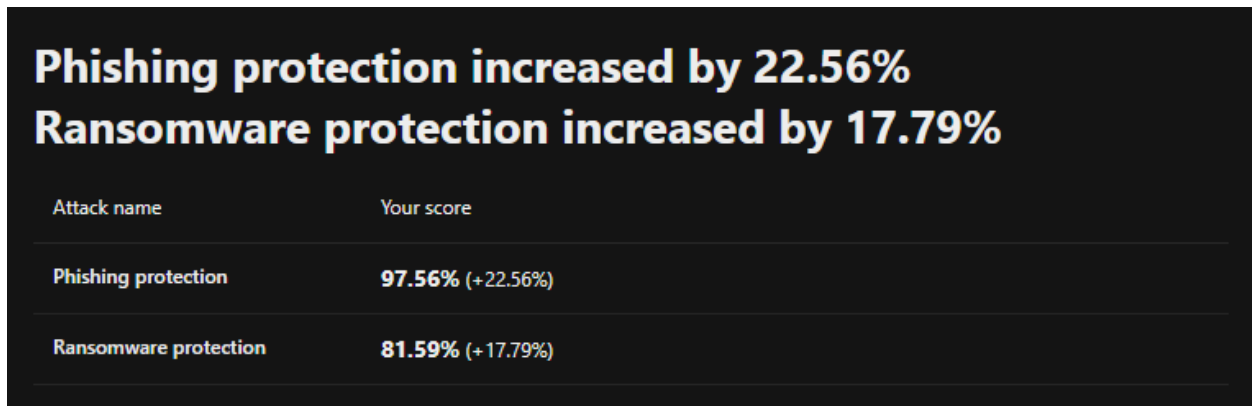 Phishing protection increased by 22.56%
Ransomware protection increased by 17.79%
Attack name Your score
Phishing protection 97.56% (+22.56%)
Ransomware protection 81.59% (+17.79%)